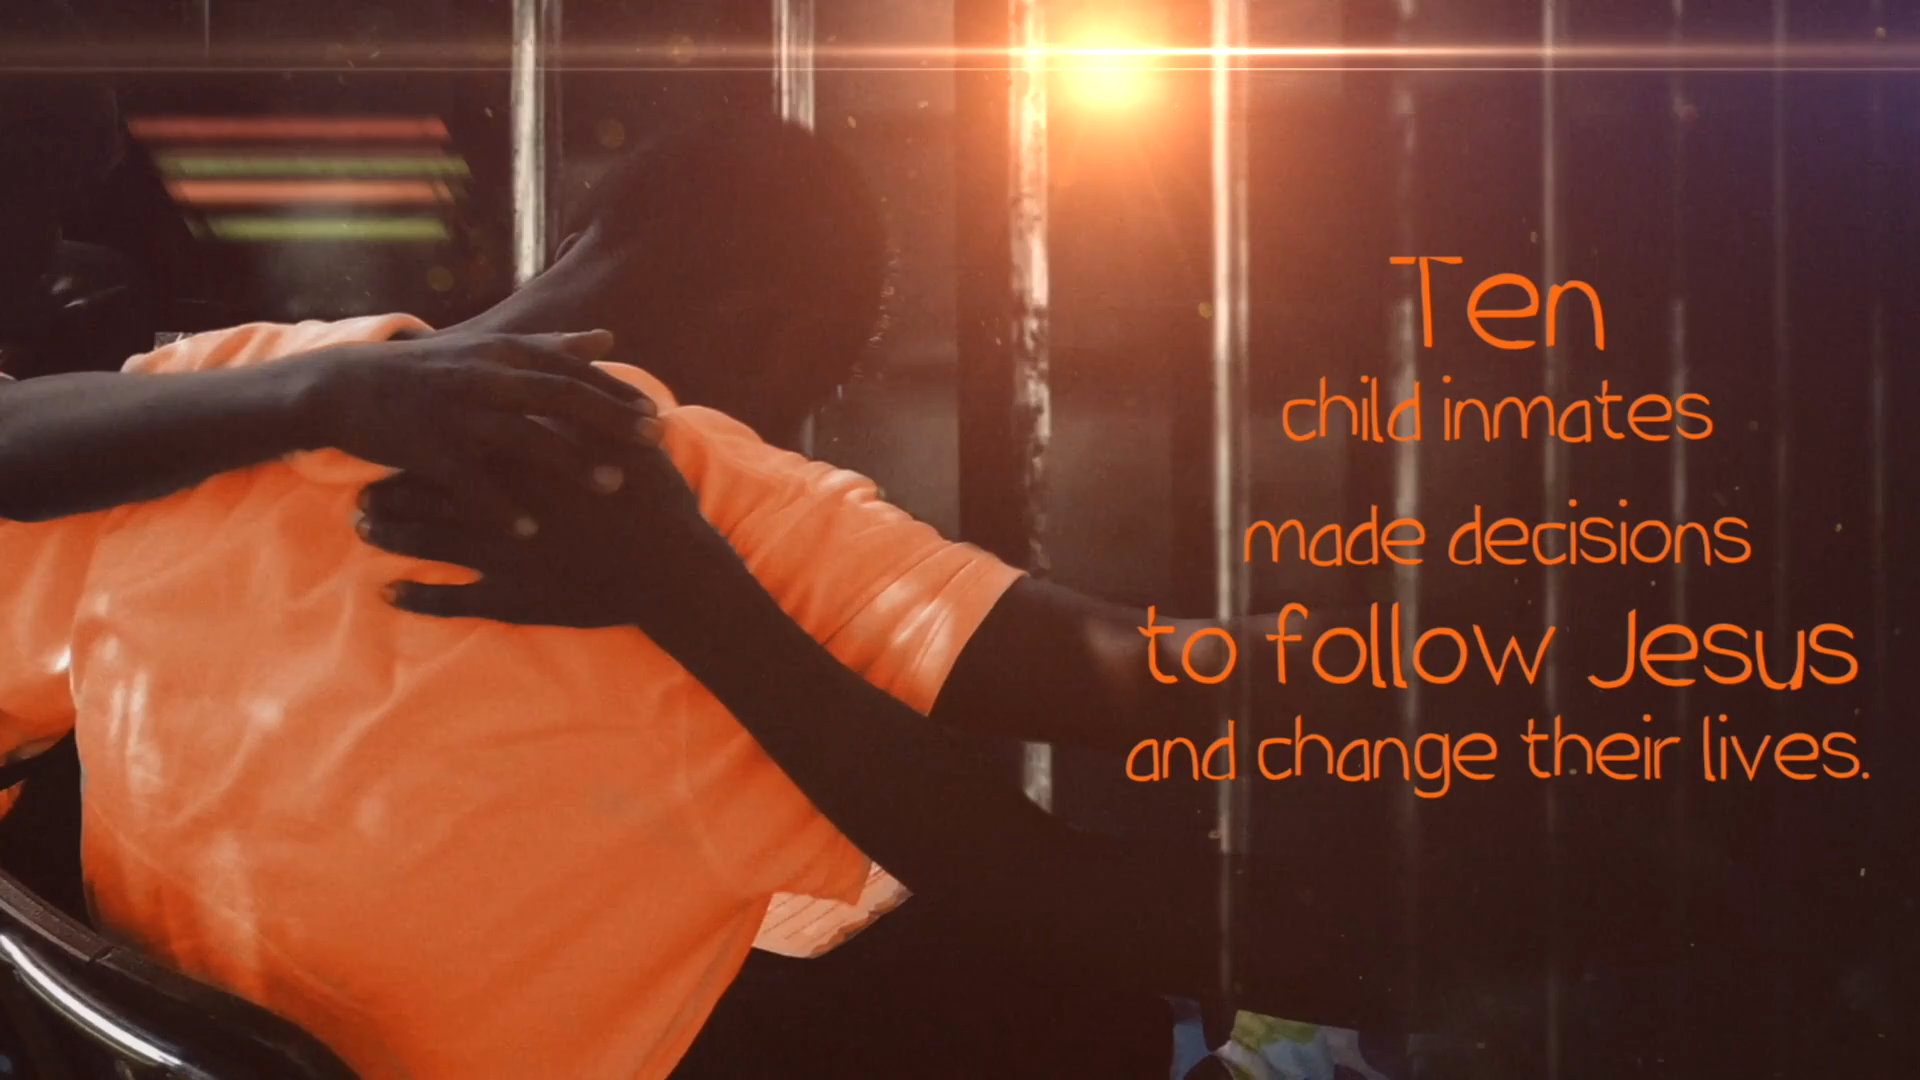 Ten
child inmates
made decisions
to follow Jesus
and change their lives.